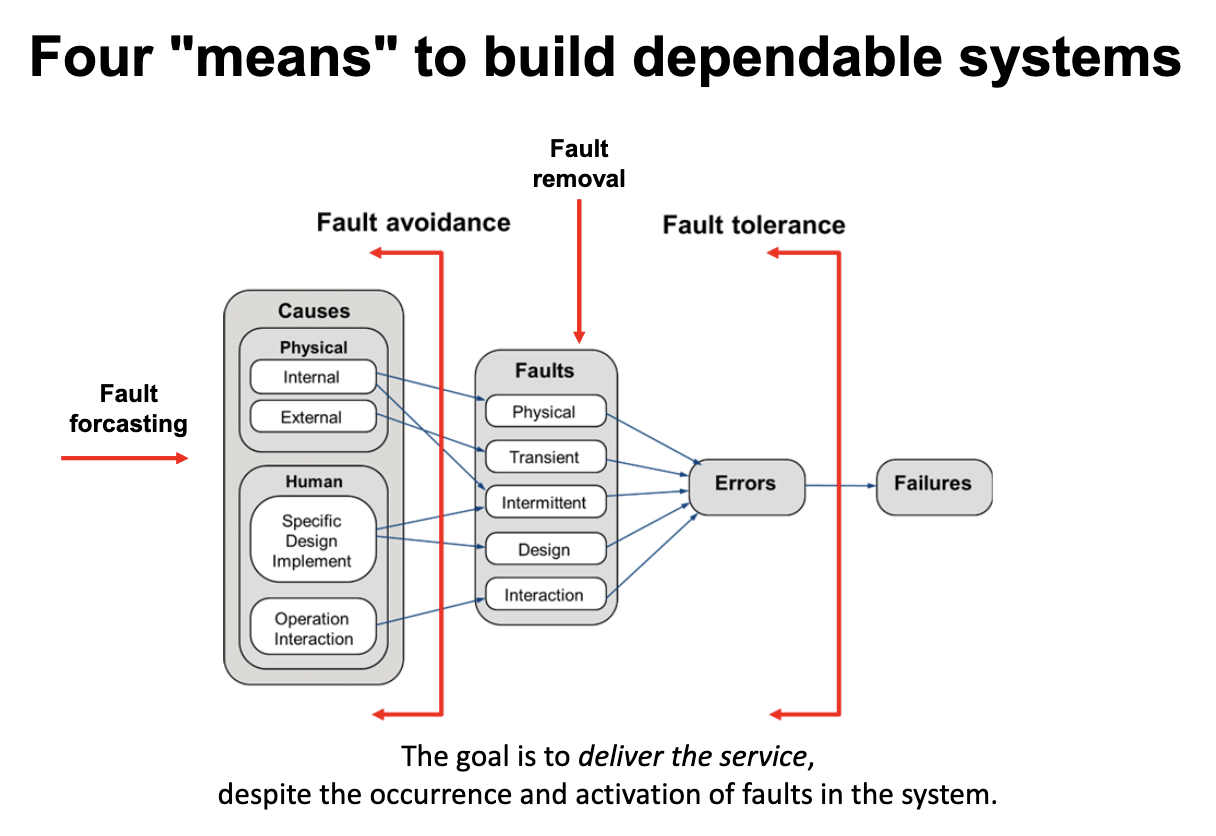 Four "means" to build dependable systems
Fault
removal
Fault avoidance
Fault tolerance
Fault
forcasting
Causes
Physical
Internal
External
Human
Specific
Design
Implement
Operation
Interaction
Faults
Physical
Transient
Intermittent
Design
Interaction
Errors
Failures
The goal is to deliver the service,
despite the occurrence and activation of faults in the system.